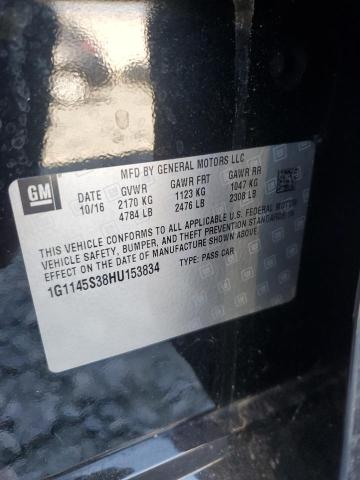 MFD BY GENERAL MOTORS LLC
GM
DATE GVWR GAWR FRT GAWR RR
10/16 2170 KG 1123 KG 1047 KG
4784 LB 2476 LB 2308 LB
THIS VEHICLE CONFORMS TO ALL APPLICABLE U.S. FEDERAL MOTOR
VEHICLE SAFETY, BUMPER, AND THEFT PREVENTION STANDARDS IN
EFFECT ON THE DATE OF MANUFACTURE SHOWN ABOVE.
1G1145S38HU153834 TYPE: PASS CAR